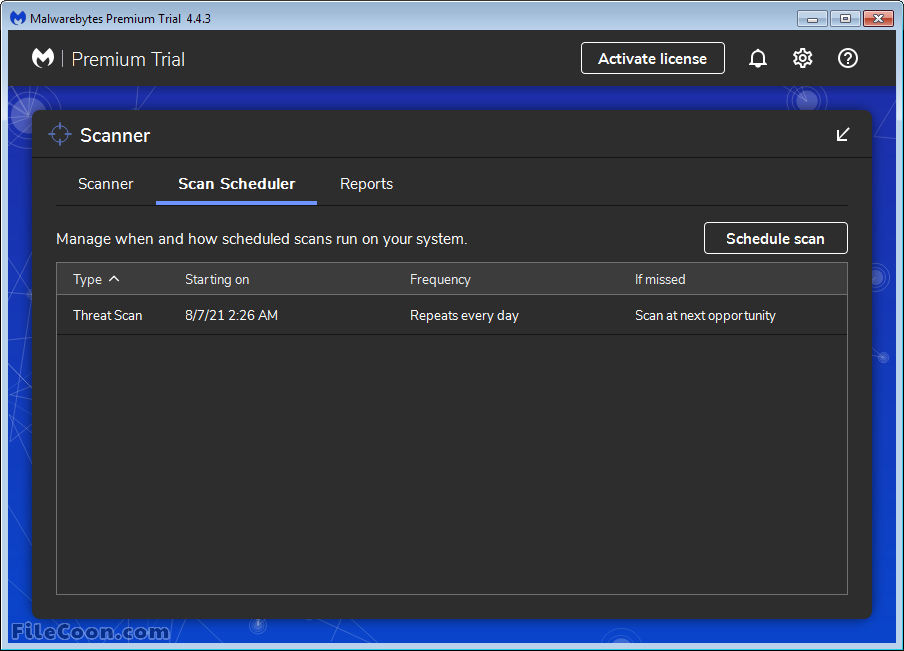 Malwarebytes Premium Trial 4.4.3
Premium Trial
Activate license
Scanner
Scanner Scan Scheduler Reports
Manage when and how scheduled scans run on your system.
Schedule scan
Type Starting on Frequency If missed
Threat Scan 8/7/21 2:26 AM Repeats every day Scan at next opportunity
FileCoon.com